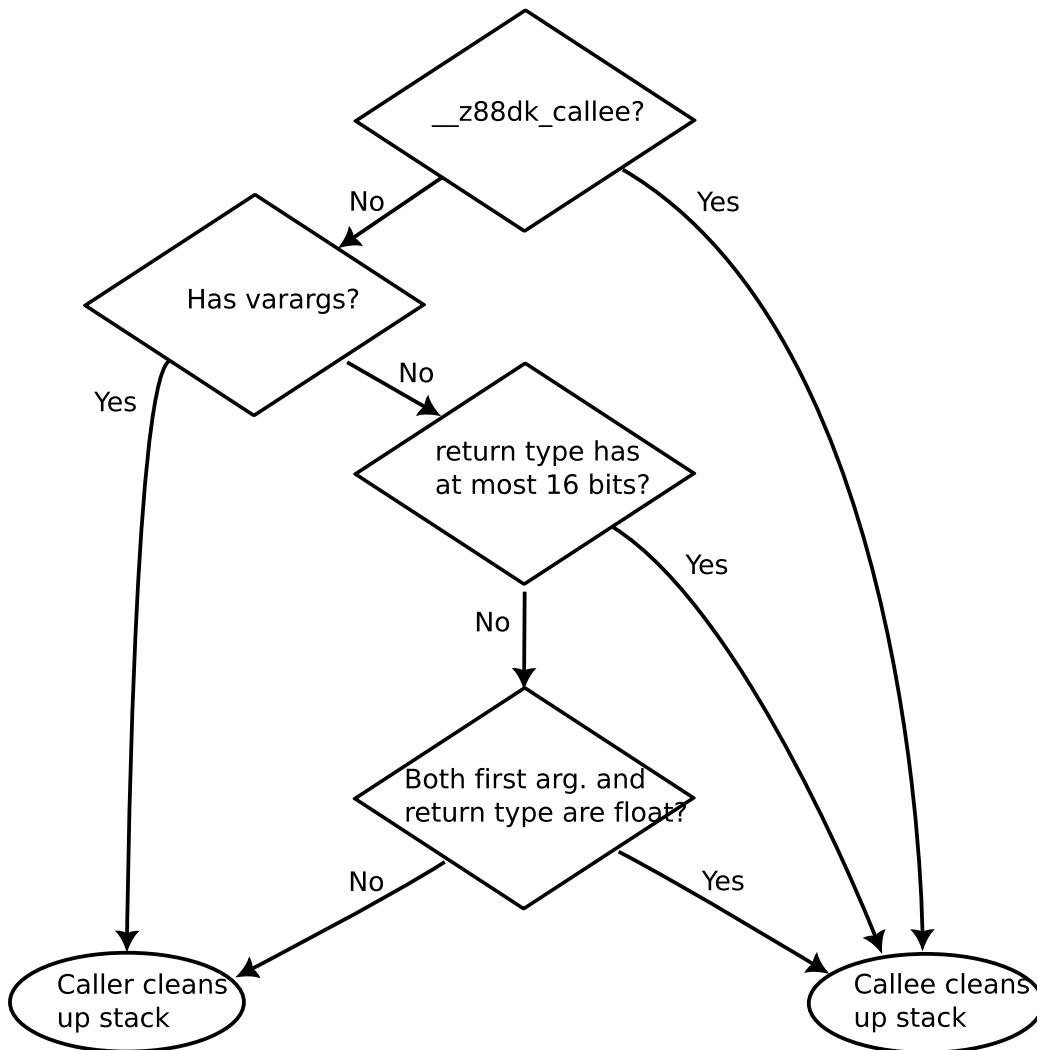 __z88dk_callee?
No
Yes
Has varargs?
No
Yes
return type has
at most 16 bits?
Yes
No
Both first arg. and
return type are float?
No
Yes
Caller cleans
up stack
Callee cleans
up stack